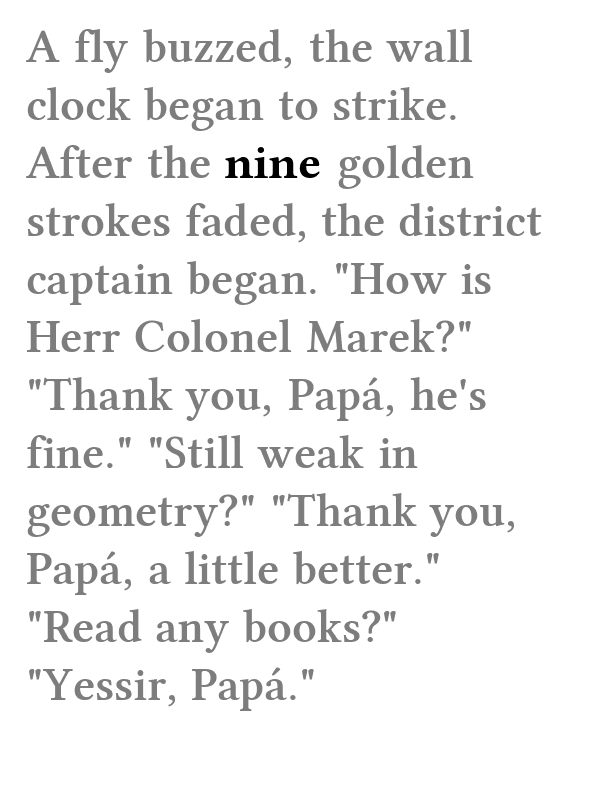 A fly buzzed, the wall
clock began to strike.
After the nine golden
strokes faded, the district
captain began. "How is
Herr Colonel Marek?"
"Thank you, Papá, he's
fine." "Still weak in
geometry?" "Thank you,
Papá, a little better."
"Read any books?"
"Yessir, Papá."